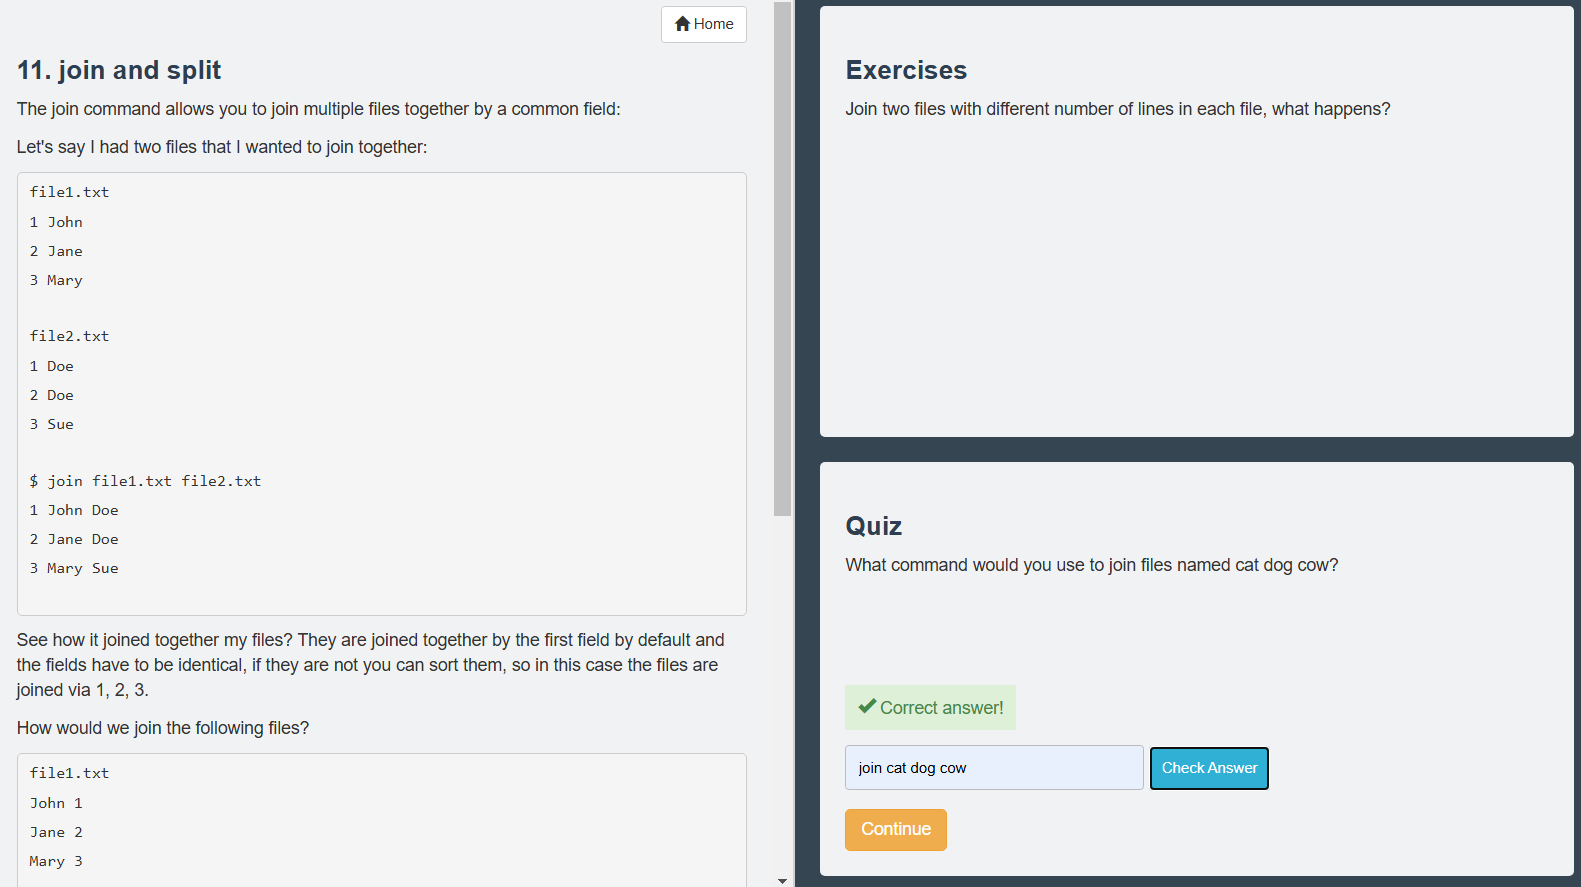 Home
11. join and split
The join command allows you to join multiple files together by a common field:
Let's say I had two files that I wanted to join together:
file1.txt
1 John
2 Jane
3 Mary
file2.txt
1 Doe
2 Doe
3 Sue
$ join file1.txt file2.txt
1 John Doe
2 Jane Doe
3 Mary Sue
See how it joined together my files? They are joined together by the first field by default and
the fields have to be identical, if they are not you can sort them, so in this case the files are
joined via 1, 2, 3.
How would we join the following files?
file1.txt
John 1
Jane 2
Mary 3
Exercises
Join two files with different number of lines in each file, what happens?
Quiz
What command would you use to join files named cat dog cow?
Correct answer!
join cat dog cow
Check Answer
Continue